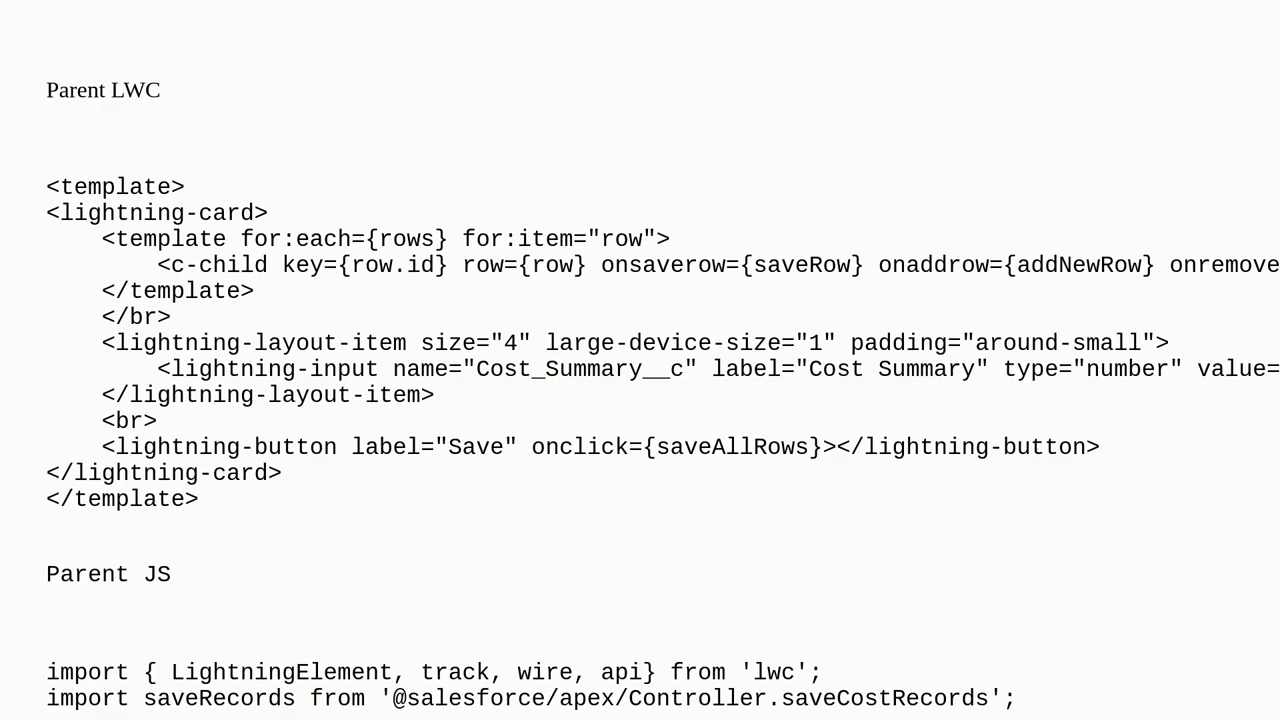 Parent LWC
<template>
<lightning-card>
    <template for:each={rows} for:item="row">
        <c-child key={row.id} row={row} onsaverow={saveRow} onaddrow={addNewRow} onremove
    </template>
    </br>
    <lightning-layout-item size="4" large-device-size="1" padding="around-small">
        <lightning-input name="Cost_Summary__c" label="Cost Summary" type="number" value=
    </lightning-layout-item>
    <br>
    <lightning-button label="Save" onclick={saveAllRows}></lightning-button>
</lightning-card>
</template>
Parent JS
import { LightningElement, track, wire, api} from 'lwc';
import saveRecords from '@salesforce/apex/Controller.saveCostRecords';